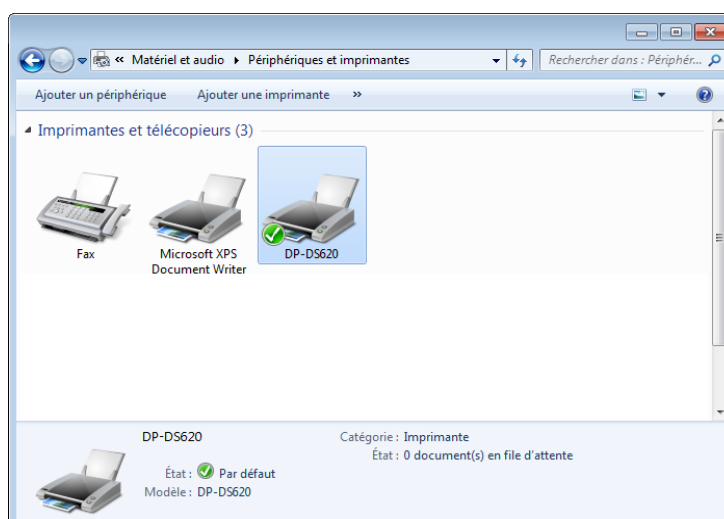 « Matériel et audio Périphériques et imprimantes Rechercher dans : Périphér...
Ajouter un périphérique Ajouter une imprimante »
Imprimantes et télécopieurs (3)
Fax
Microsoft XPS
Document Writer
DP-DS620
DP-DS620 Catégorie : Imprimante
État : 0 document(s) en file d'attente
État : Par défaut
Modèle : DP-DS620